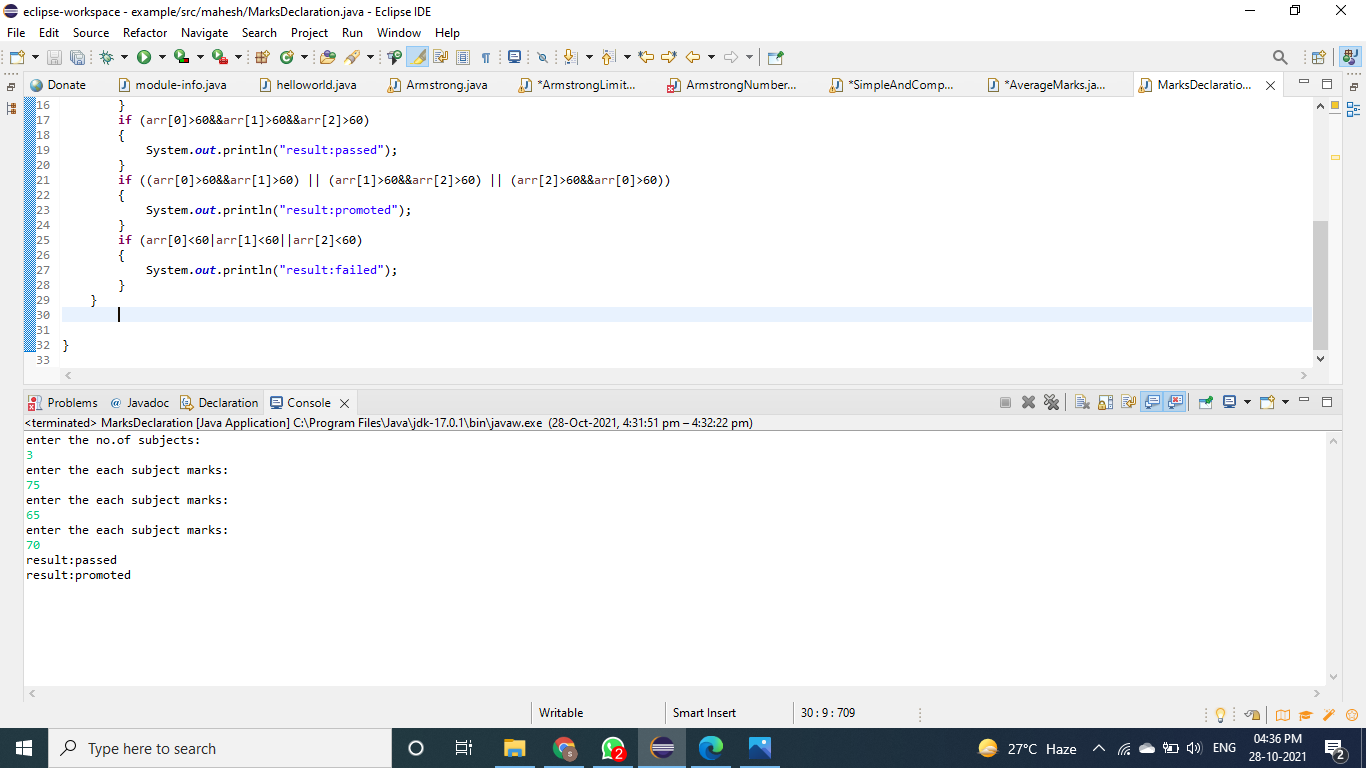 eclipse-workspace - example/src/mahesh/MarksDeclaration.java - Eclipse IDE
File Edit Source Refactor Navigate Search Project Run Window Help
Donate module-info.java helloworld.java Armstrong.java *ArmstrongLimit... ArmstrongNumber... *SimpleAndComp... *AverageMarks.ja... MarksDeclaratio...
16 }
17 if (arr[0]>60&&arr[1]>60&&arr[2]>60)
18 {
19 System.out.println("result:passed");
20 }
21 if ((arr[0]>60&&arr[1]>60) || (arr[1]>60&&arr[2]>60) || (arr[2]>60&&arr[0]>60))
22 {
23 System.out.println("result:promoted");
24 }
25 if (arr[0]<60|arr[1]<60||arr[2]<60)
26 {
27 System.out.println("result:failed");
28 }
29 }
30
31
32 }
33
Problems @ Javadoc Declaration Console
<terminated> MarksDeclaration [Java Application] C:\Program Files\Java\jdk-17.0.1\bin\javaw.exe (28-Oct-2021, 4:31:51 pm – 4:32:22 pm)
enter the no.of subjects:
3
enter the each subject marks:
75
enter the each subject marks:
65
enter the each subject marks:
70
result:passed
result:promoted
Writable Smart Insert 30 : 9 : 709
Type here to search 2 27°C Haze ENG 04:36 PM 2
28-10-2021